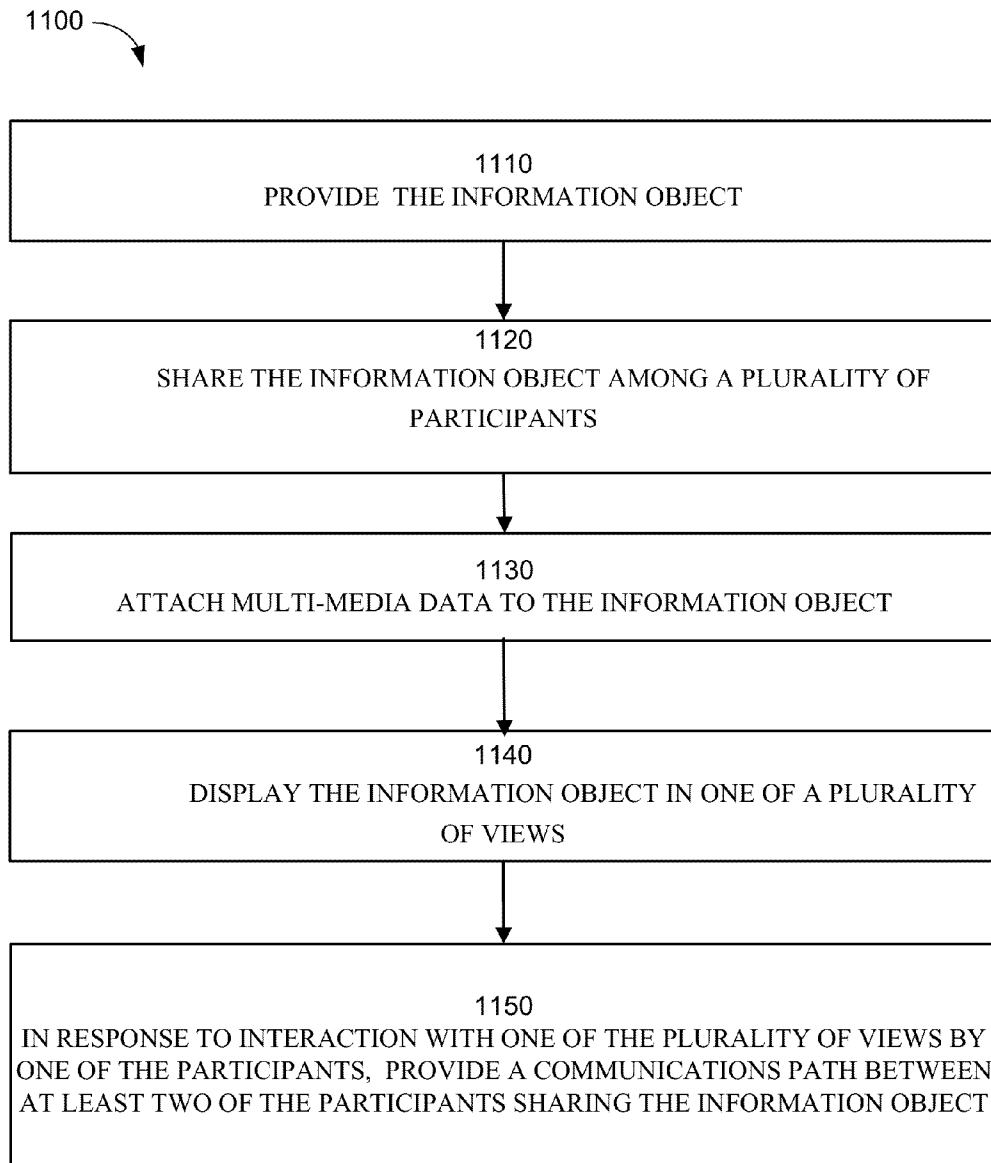 1100
1110
PROVIDE THE INFORMATION OBJECT
1120
SHARE THE INFORMATION OBJECT AMONG A PLURALITY OF
PARTICIPANTS
1130
ATTACH MULTI-MEDIA DATA TO THE INFORMATION OBJECT
1140
DISPLAY THE INFORMATION OBJECT IN ONE OF A PLURALITY
OF VIEWS
1150
IN RESPONSE TO INTERACTION WITH ONE OF THE PLURALITY OF VIEWS BY
ONE OF THE PARTICIPANTS, PROVIDE A COMMUNICATIONS PATH BETWEEN
AT LEAST TWO OF THE PARTICIPANTS SHARING THE INFORMATION OBJECT